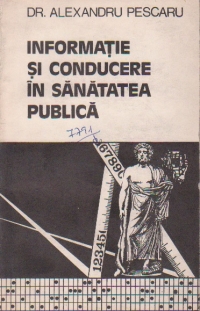 DR. ALEXANDRU PESCARU
INFORMAȚIE
ȘI CONDUCERE
ÎN SĂNĂTATEA
PUBLICĂ
7791
67890
12345